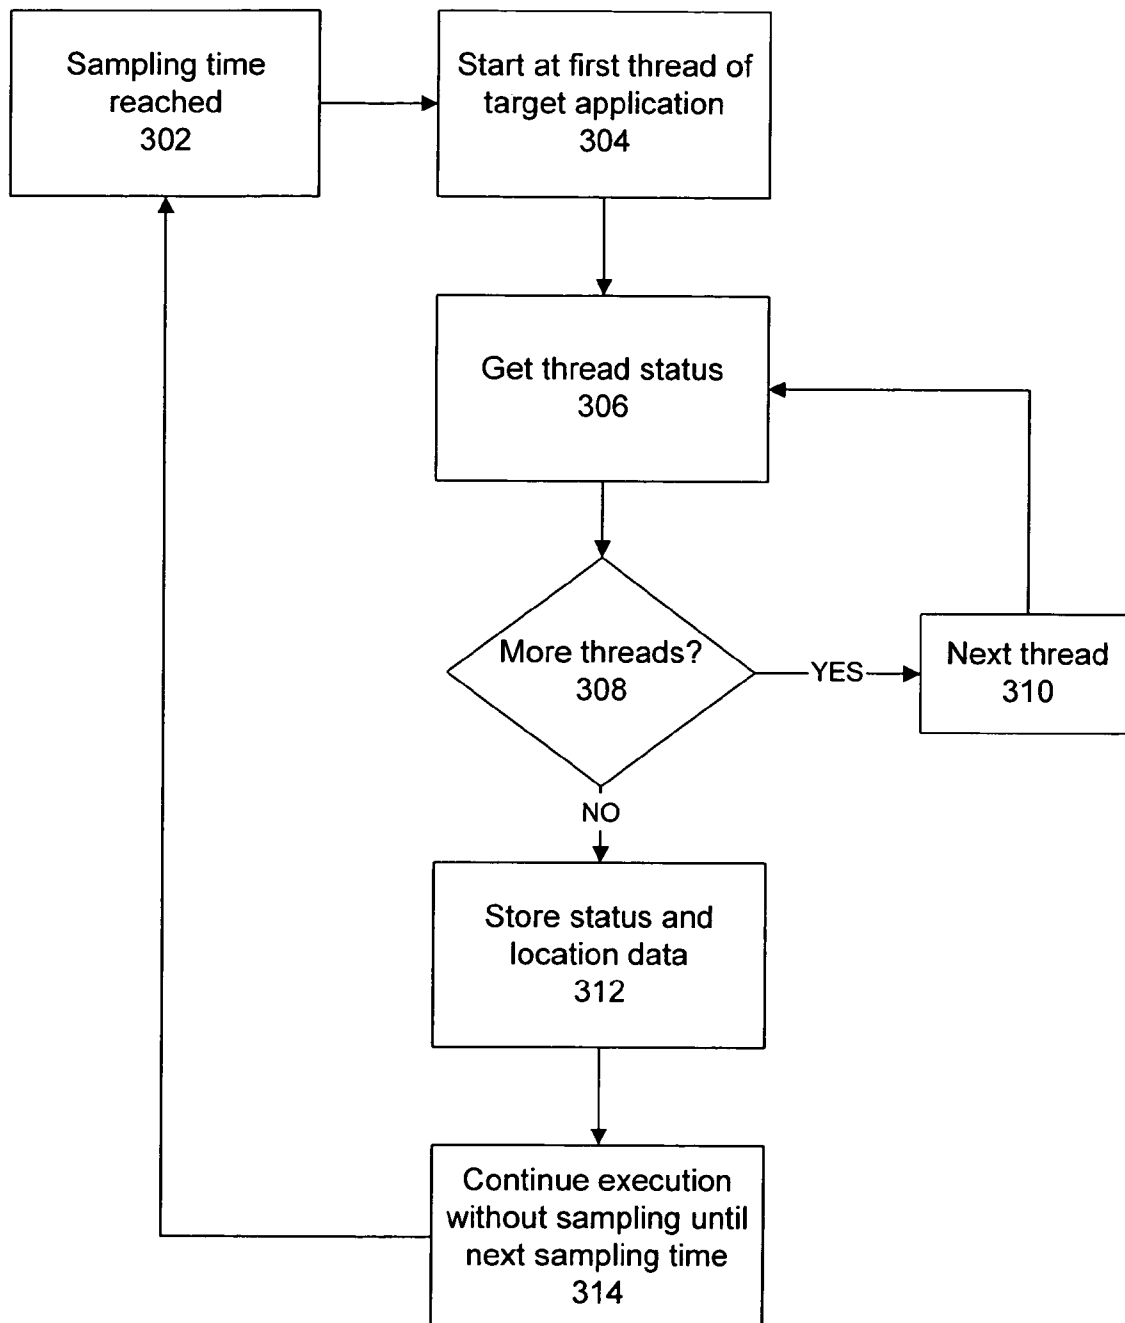 Sampling time
reached
302
Start at first thread of
target application
304
Get thread status
306
More threads?
308
YES
Next thread
310
NO
Store status and
location data
312
Continue execution
without sampling until
next sampling time
314